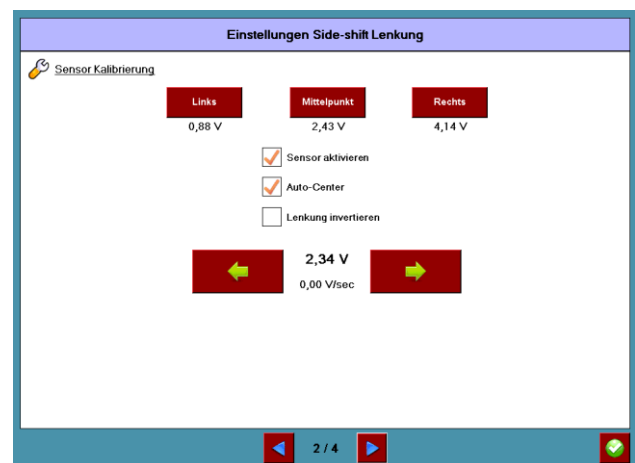 Einstellungen Side-shift Lenkung
Sensor Kalibrierung
Links Mittelpunkt Rechts
0,88 V 2,43 V 4,14 V
Sensor aktivieren
Auto-Center
Lenkung invertieren
2,34 V
0,00 V/sec
2 / 4